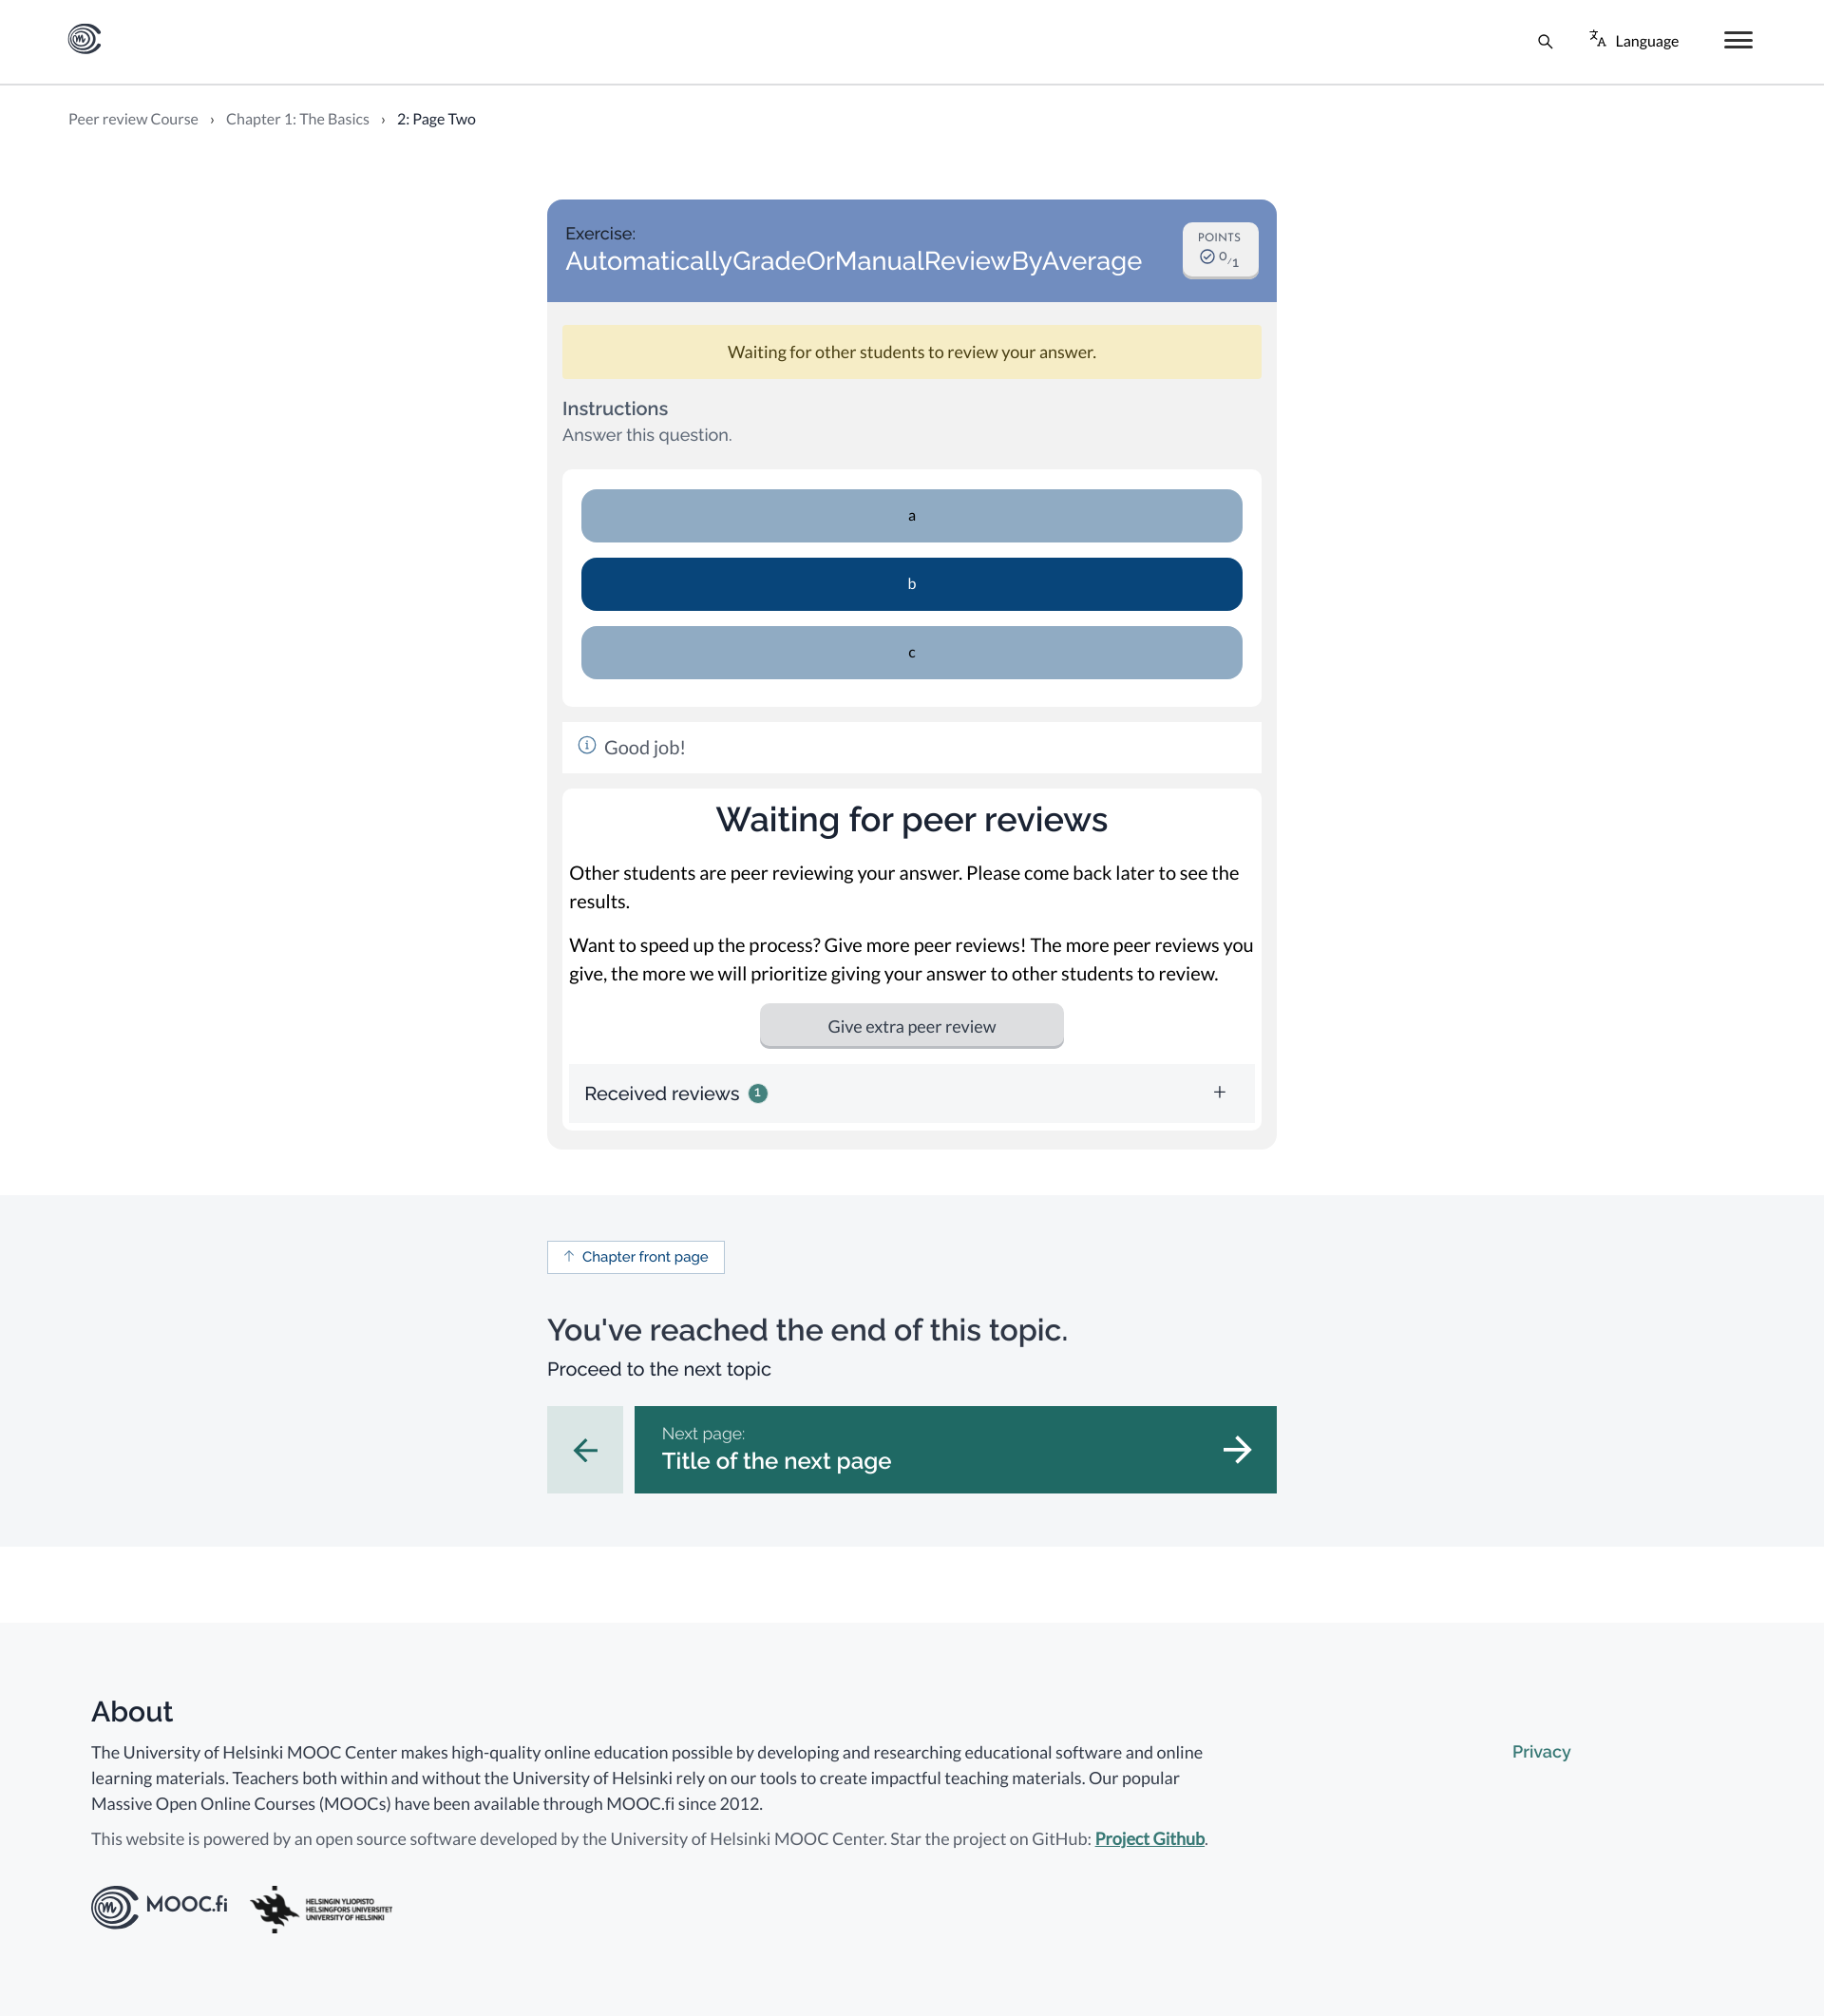 Language
Peer review Course › Chapter 1: The Basics › 2: Page Two
Exercise:
AutomaticallyGradeOrManualReviewByAverage
POINTS
0/1
Waiting for other students to review your answer.
Instructions
Answer this question.
a
b
c
Good job!
Waiting for peer reviews
Other students are peer reviewing your answer. Please come back later to see the
results.
Want to speed up the process? Give more peer reviews! The more peer reviews you
give, the more we will prioritize giving your answer to other students to review.
Give extra peer review
Received reviews 1
Chapter front page
You've reached the end of this topic.
Proceed to the next topic
Next page:
Title of the next page
About
The University of Helsinki MOOC Center makes high-quality online education possible by developing and researching educational software and online
learning materials. Teachers both within and without the University of Helsinki rely on our tools to create impactful teaching materials. Our popular
Massive Open Online Courses (MOOCs) have been available through MOOC.fi since 2012.
This website is powered by an open source software developed by the University of Helsinki MOOC Center. Star the project on GitHub: Project Github.
Privacy
MOOC.fi
HELSINGIN YLIOPISTO
HELSINGFORS UNIVERSITET
UNIVERSITY OF HELSINKI